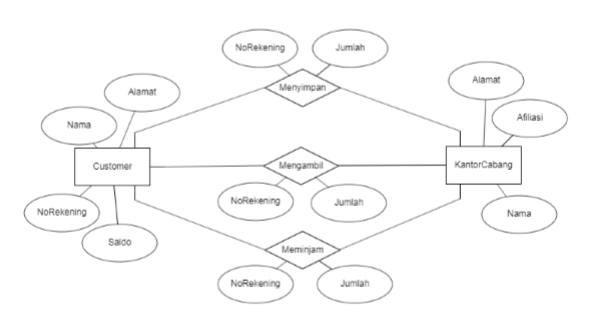 NoRekening
Jumlah
Menyimpan
Alamat
Alamat
Nama
Afiliasi
Customer
Mengambil
KantorCabang
NoRekening
Jumlah
NoRekening
Nama
Saldo
Meminjam
NoRekening
Jumlah